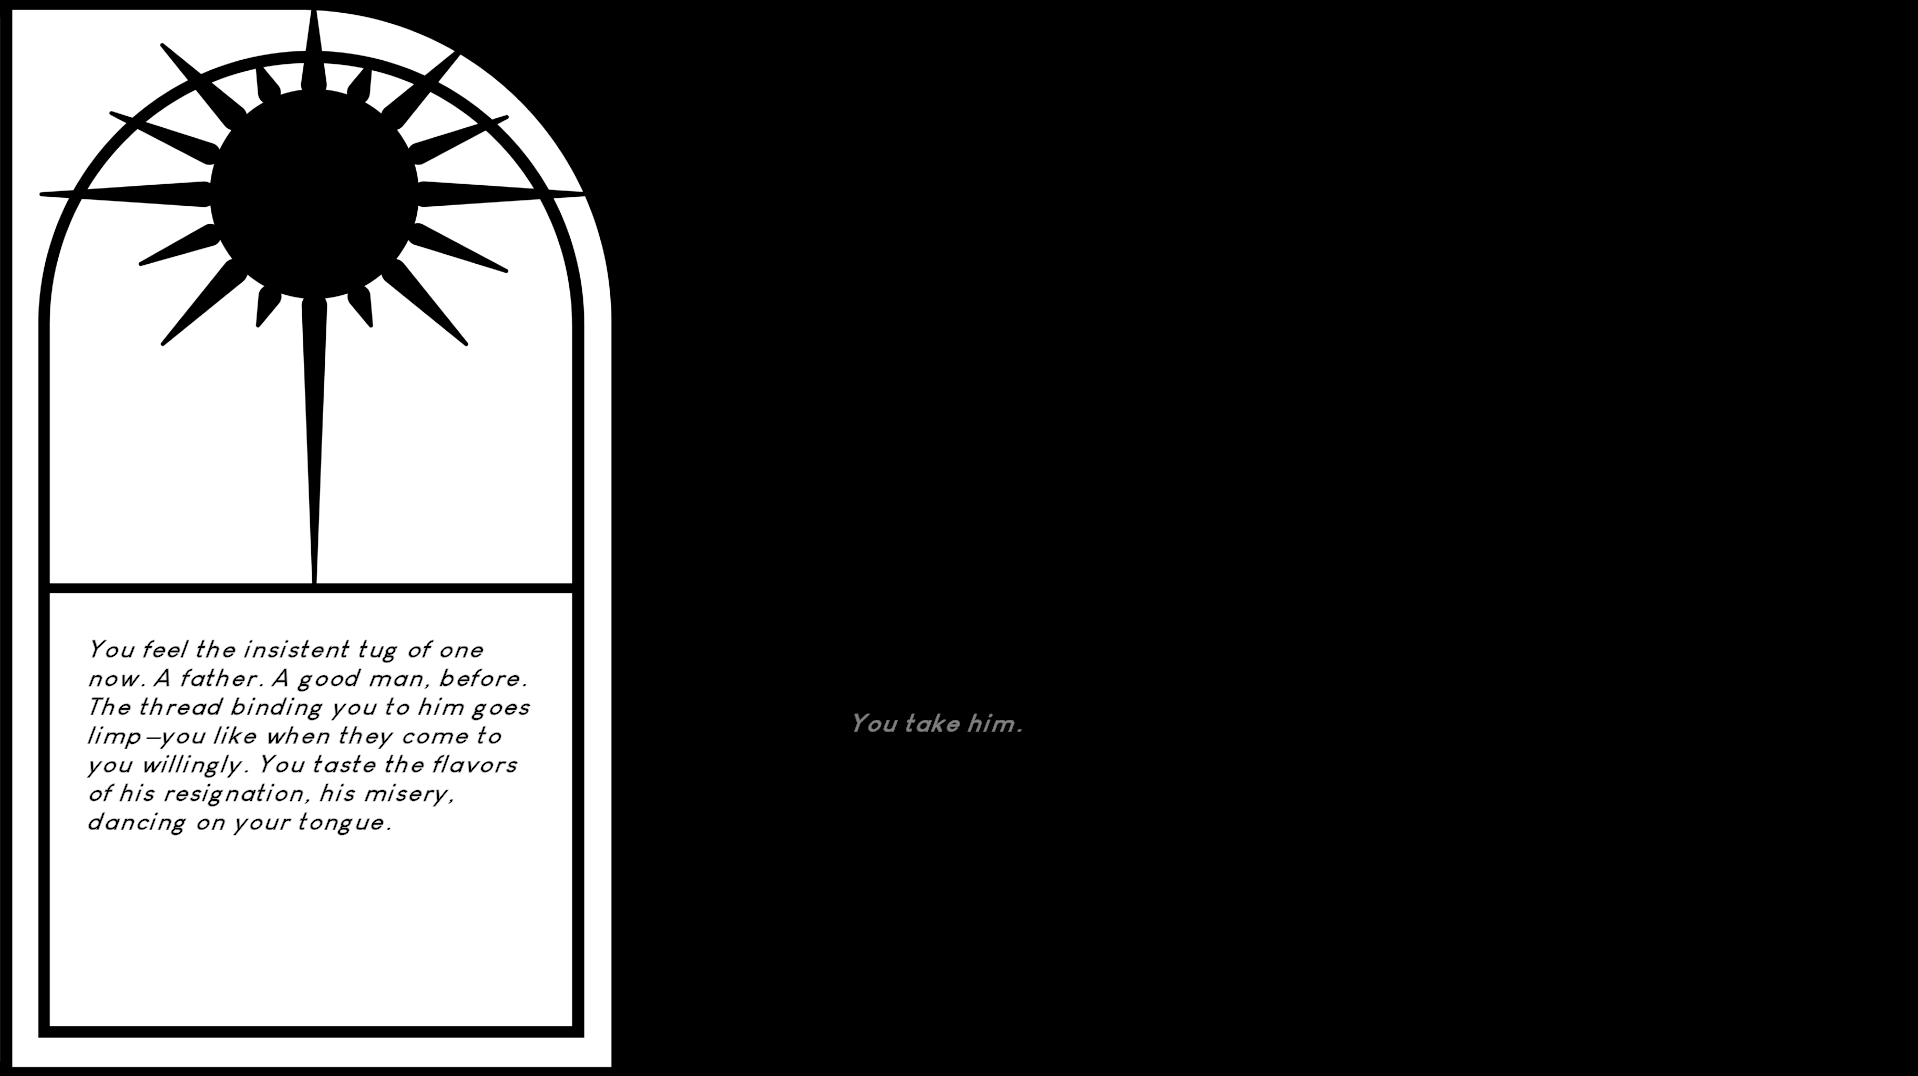 You feel the insistent tug of one
now. A father. A good man, before.
The thread binding you to him goes
limp—you like when they come to
you willingly. You taste the flavors
of his resignation, his misery,
dancing on your tongue.
You take him.